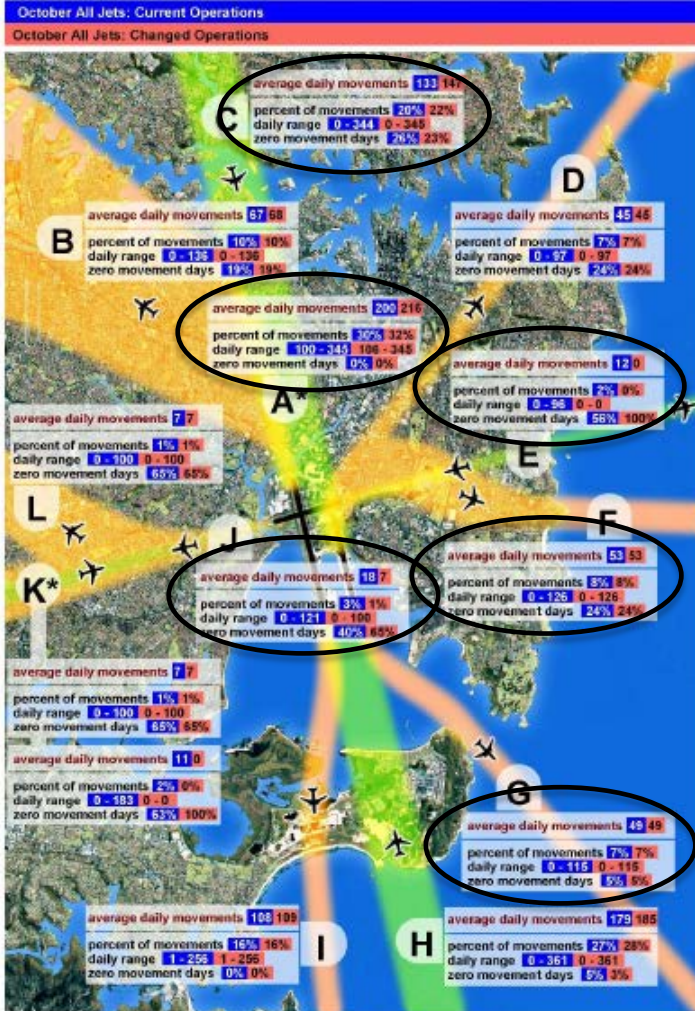 October All Jets: Current Operations
October All Jets: Changed Operations
average daily movements 133 147
percent of movements 20% 22%
daily range 0 - 344 0 - 345
zero movement days 26% 23%
C
D
B
average daily movements 67 68
percent of movements 10% 10%
daily range 0 - 136 0 - 136
zero movement days 19% 19%
average daily movements 45 45
percent of movements 7% 7%
daily range 0 - 97 0 - 97
zero movement days 24% 24%
average daily movements 200 216
percent of movements 30% 32%
daily range 100 - 345 106 - 345
zero movement days 0% 0%
A*
average daily movements 12 0
percent of movements 2% 0%
daily range 0 - 96 0 - 0
zero movement days 56% 100%
E
average daily movements 7 7
percent of movements 1% 1%
daily range 0 - 100 0 - 100
zero movement days 65% 65%
L
F
J
K*
average daily movements 18 7
percent of movements 3% 1%
daily range 0 - 121 0 - 100
zero movement days 40% 65%
average daily movements 53 53
percent of movements 8% 8%
daily range 0 - 126 0 - 126
zero movement days 24% 24%
average daily movements 7 7
percent of movements 1% 1%
daily range 0 - 100 0 - 100
zero movement days 65% 65%
average daily movements 11 0
percent of movements 2% 0%
daily range 0 - 183 0 - 0
zero movement days 63% 100%
G
average daily movements 49 49
percent of movements 7% 7%
daily range 0 - 115 0 - 115
zero movement days 5% 5%
average daily movements 108 109
percent of movements 16% 16%
daily range 1 - 256 1 - 256
zero movement days 0% 0%
I
H
average daily movements 179 185
percent of movements 27% 28%
daily range 0 - 361 0 - 361
zero movement days 5% 3%